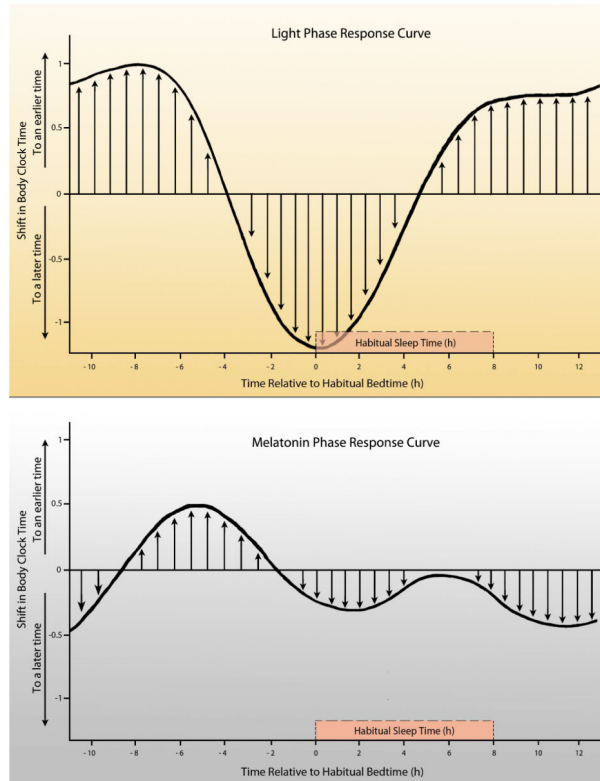 Light Phase Response Curve
Shift in Body Clock Time
To an earlier time
To a later time
1
0.5
0
-0.5
-1
Habitual Sleep Time (h)
- 10
- 8
- 6
- 4
- 2
0
2
4
6
8
10
12
Time Relative to Habitual Bedtime (h)
Melatonin Phase Response Curve
Shift in Body Clock Time
To an earlier time
To a later time
1
0.5
0
-0.5
-1
Habitual Sleep Time (h)
- 10
- 8
- 6
- 4
- 2
0
2
4
6
8
10
12
Time Relative to Habitual Bedtime (h)